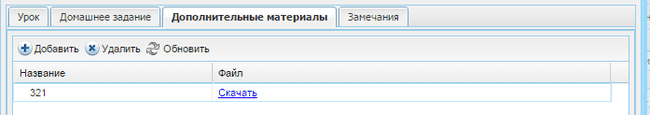 Урок Домашнее задание Дополнительные материалы Замечания
Добавить Удалить Обновить
Название Файл
321 Скачать